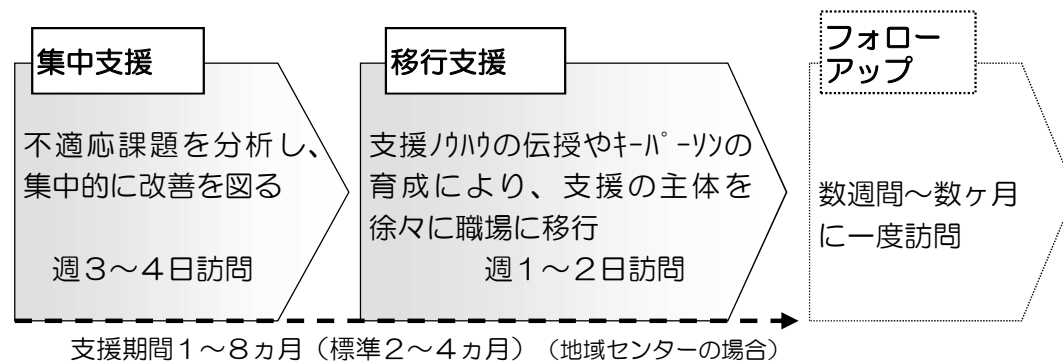 集中支援
不適応課題を分析し、
集中的に改善を図る
週３～４日訪問
移行支援
支援ﾉｳﾊｳの伝授やｷｰﾊﾟｰｿﾝの
育成により、支援の主体を
徐々に職場に移行
週１～２日訪問
フォロー
アップ
数週間～数ヶ月
に一度訪問
支援期間１～８ヵ月（標準２～４ヵ月）（地域センターの場合）